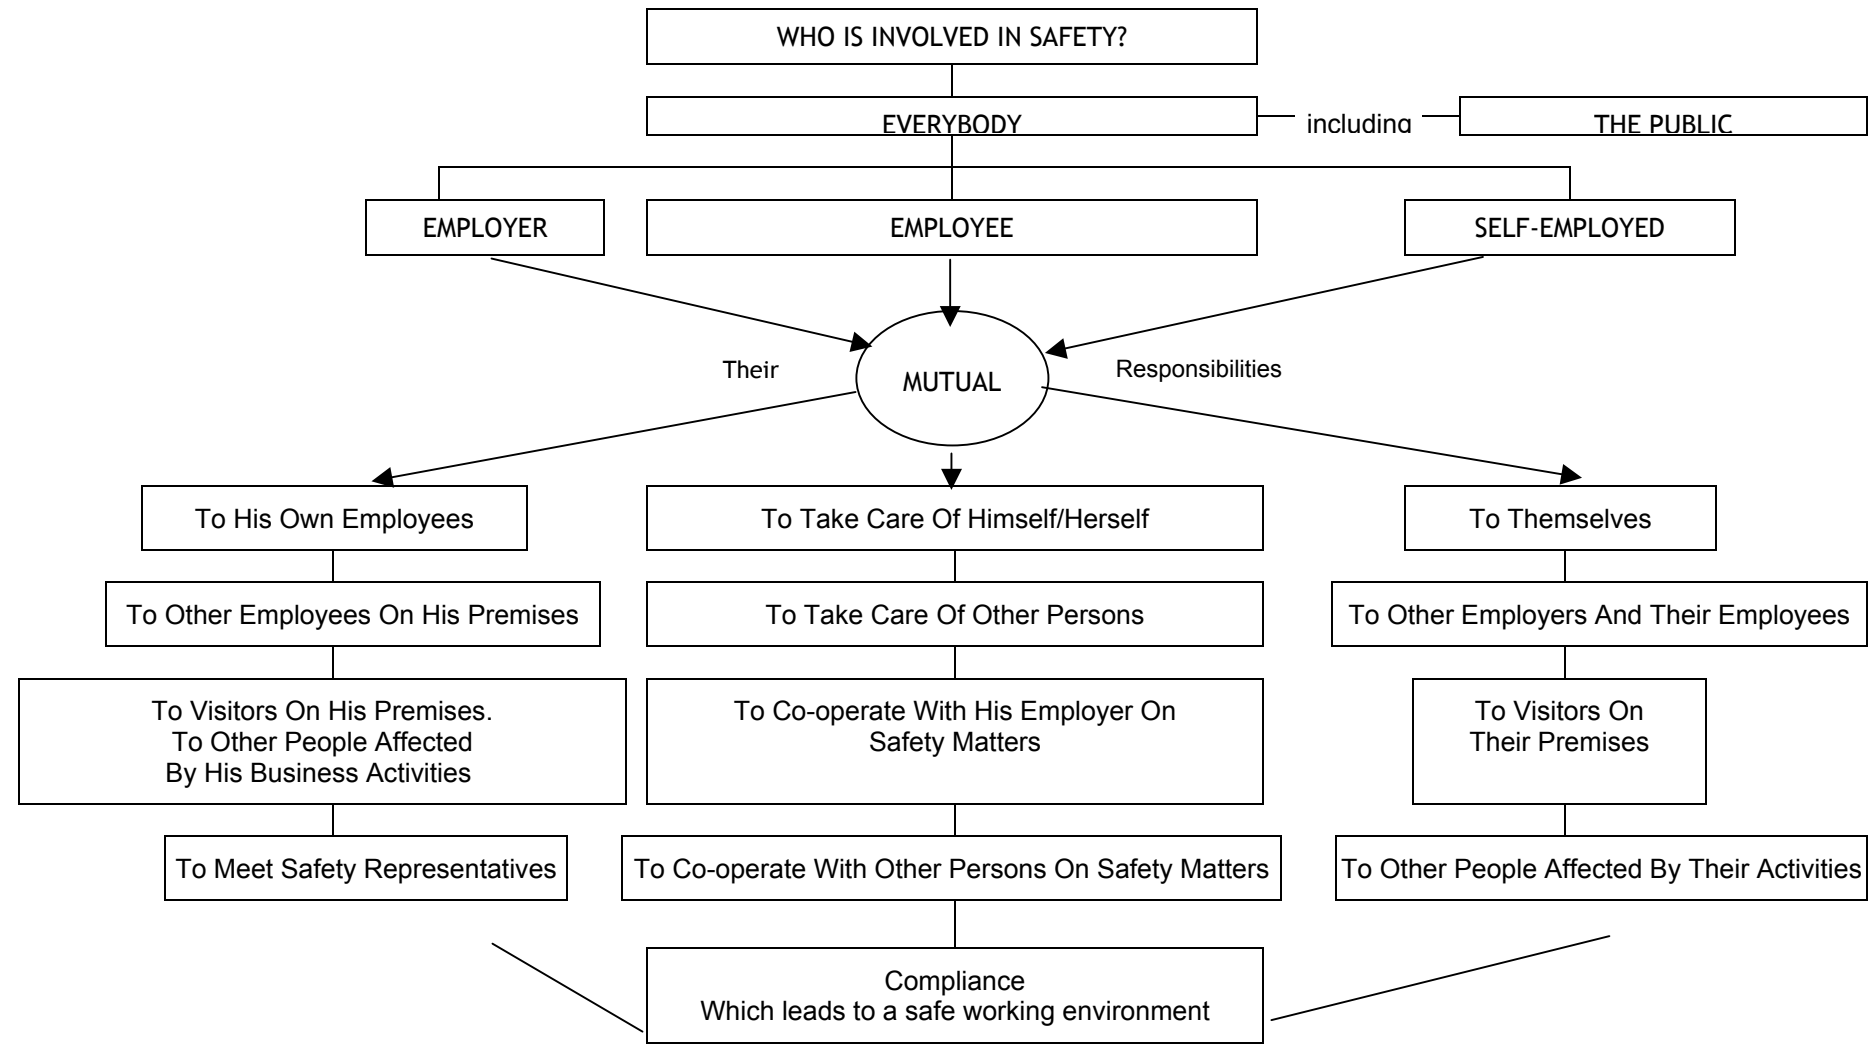 WHO IS INVOLVED IN SAFETY?
EVERYBODY
including
THE PUBLIC
EMPLOYER
EMPLOYEE
SELF-EMPLOYED
Their
MUTUAL
Responsibilities
To His Own Employees
To Take Care Of Himself/Herself
To Themselves
To Other Employees On His Premises
To Take Care Of Other Persons
To Other Employers And Their Employees
To Visitors On His Premises.
To Other People Affected
By His Business Activities
To Co-operate With His Employer On
Safety Matters
To Visitors On
Their Premises
To Meet Safety Representatives
To Co-operate With Other Persons On Safety Matters
To Other People Affected By Their Activities
Compliance
Which leads to a safe working environment